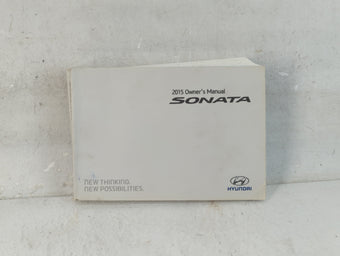 2015 Owner's Manual
SONATA
NEW THINKING.
NEW POSSIBILITIES.
HYUNDAI